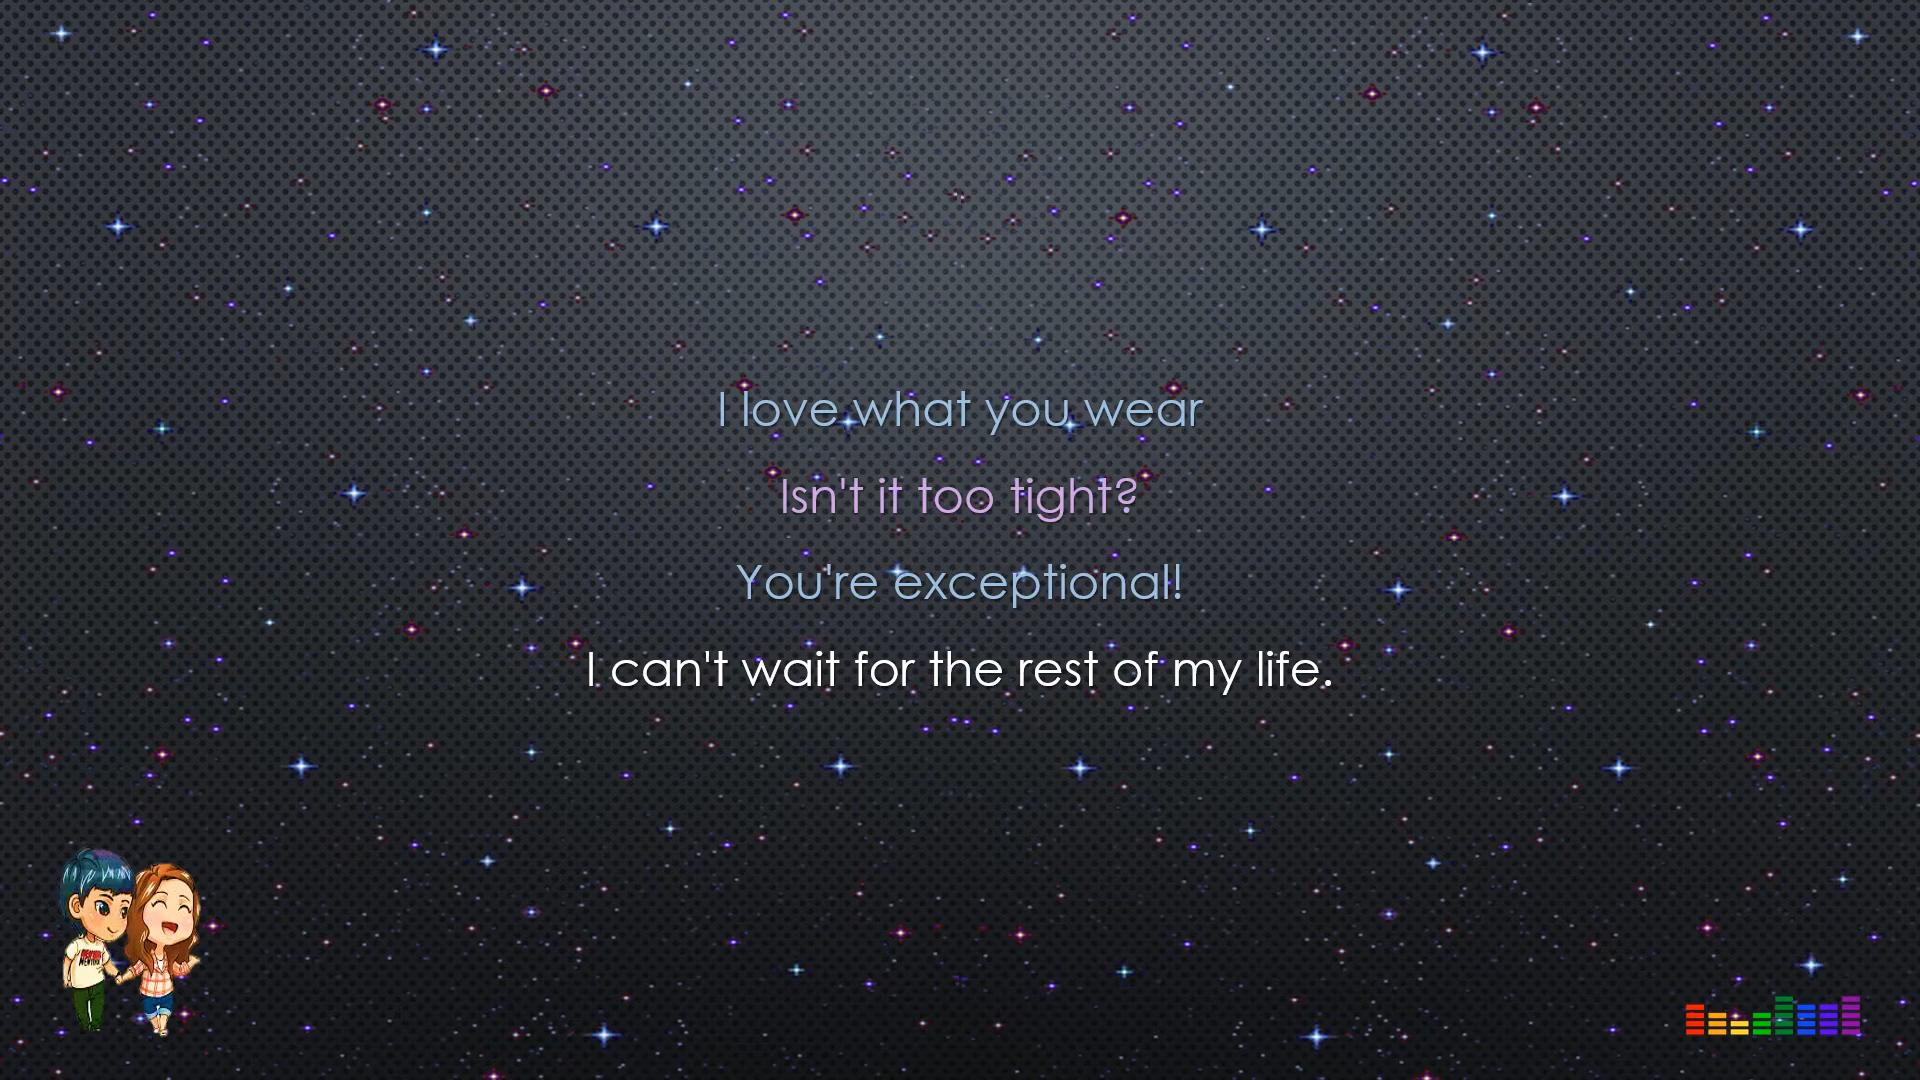 I love what you wear
Isn't it too tight?
You're exceptional!
I can't wait for the rest of my life.